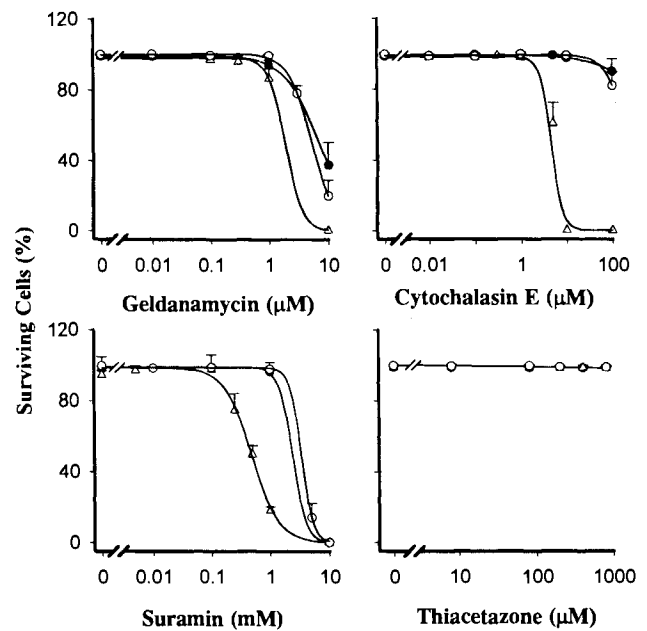 120
80
40
0
0 0.01 0.1 1 10
Geldanamycin (μM)
0 0.01 1 100
Cytochalasin E (μM)
Surviving Cells (%)
120
80
40
0
0 0.01 0.1 1 10
Suramin (mM)
0 10 100 1000
Thiacetazone (μM)